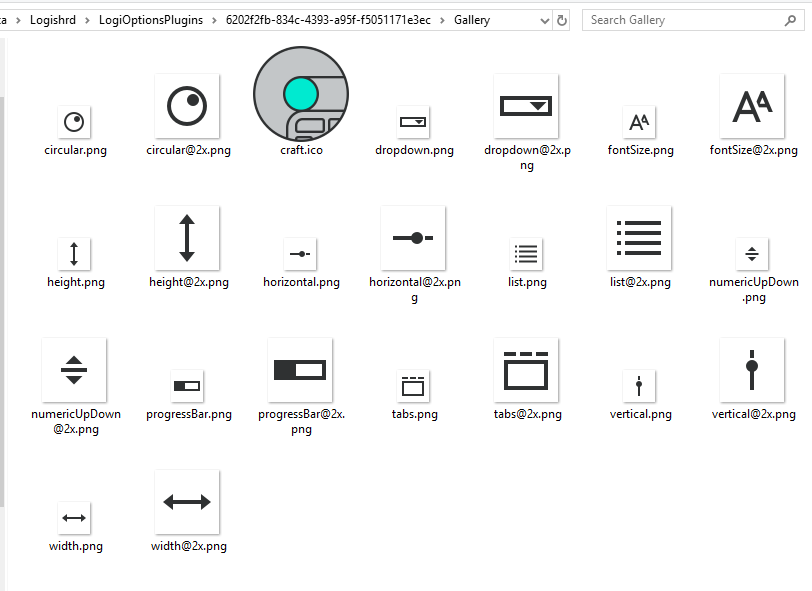 ta > Logishrd > LogiOptionsPlugins > 6202f2fb-834c-4393-a95f-f5051171e3ec > Gallery
Search Gallery
circular.png
circular@2x.png
craft.ico
dropdown.png
dropdown@2x.p
ng
fontSize.png
fontSize@2x.png
height.png
height@2x.png
horizontal.png
horizontal@2x.pn
g
list.png
list@2x.png
numericUpDown
.png
numericUpDown
@2x.png
progressBar.png
progressBar@2x.
png
tabs.png
tabs@2x.png
vertical.png
vertical@2x.png
width.png
width@2x.png